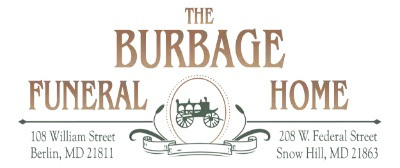 THE
BURBAGE
FUNERAL HOME
108 William Street
Berlin, MD 21811
208 W. Federal Street
Snow Hill, MD 21863